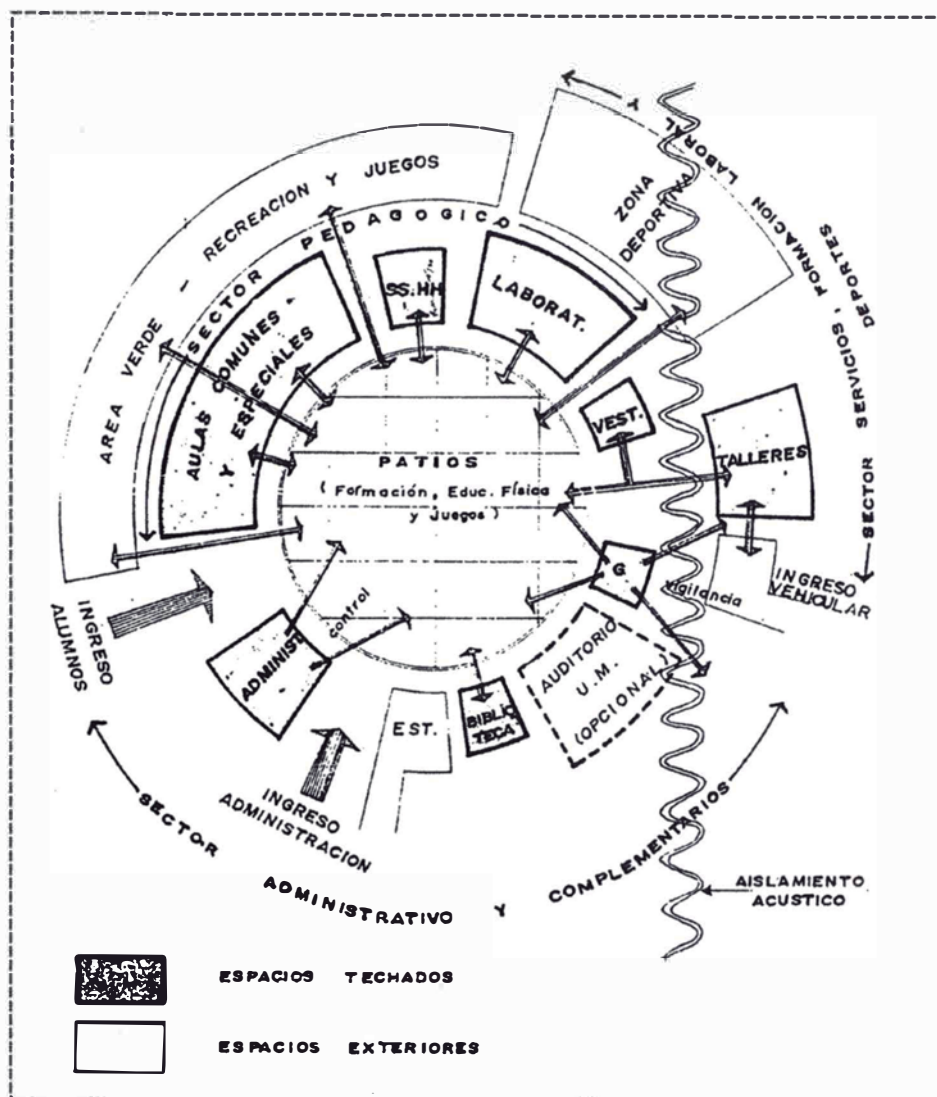 AREA VERDE - RECREACION Y JUEGOS
SECTOR PEDAGOGICO
ZONA
DEPORTIVA
SECTOR SERVICIOS, FORMACION LABORAL Y
DEPORTES
AULAS COMUNES
Y ESPECIALES
SS.HH
LABORAT.
VEST.
TALLERES
PATIOS
( Formación, Educ. Física
y Juegos )
G.
vigilancia
INGRESO
VEHICULAR
INGRESO
ALUMNOS
ADMINIST.
control
EST.
BIBLIO
TECA
AUDITORIO
U.M.
(OPCIONAL)
INGRESO
ADMINISTRACION
SECTOR ADMINISTRATIVO Y COMPLEMENTARIOS
AISLAMIENTO
ACUSTICO
ESPACIOS TECHADOS
ESPACIOS EXTERIORES